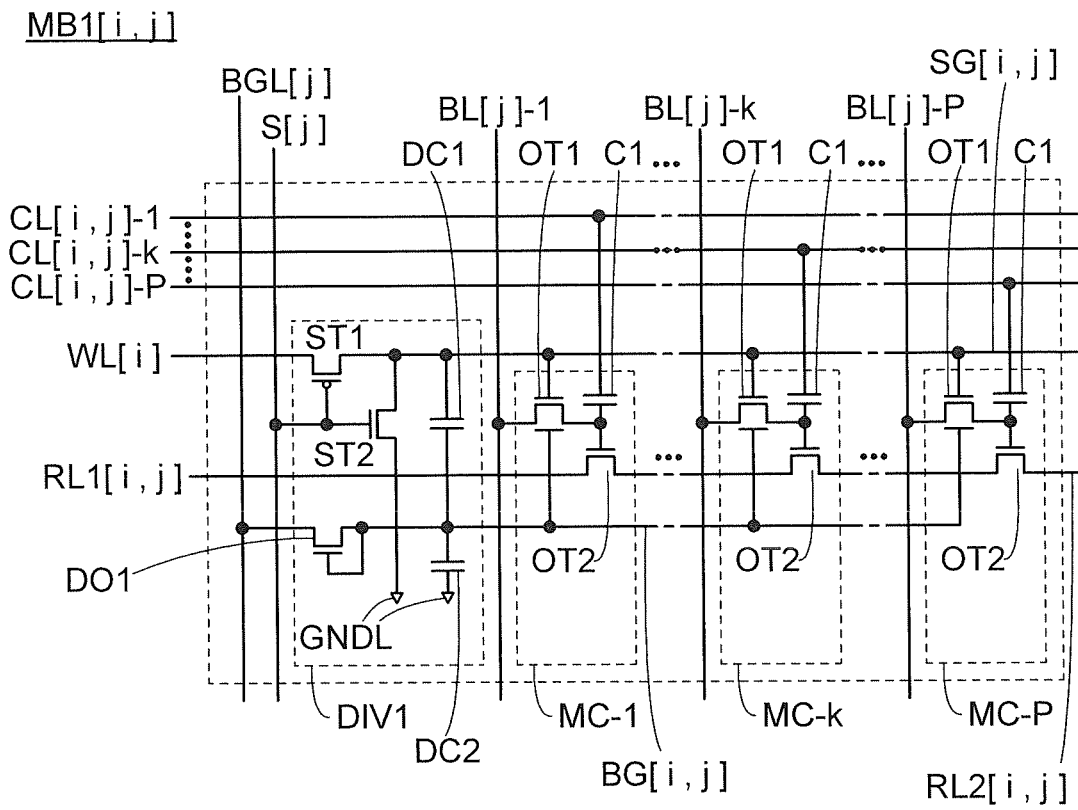 MB1[i,j]
BGL[j]
S[j]
BL[j]-1
BL[j]-k
BL[j]-P
SG[i,j]
DC1
OT1
C1
OT1
C1
OT1
C1
CL[i,j]-1
CL[i,j]-k
CL[i,j]-P
WL[i]
ST1
ST2
RL1[i,j]
DO1
OT2
OT2
OT2
GNDL
DIV1
DC2
MC-1
MC-k
MC-P
BG[i,j]
RL2[i,j]